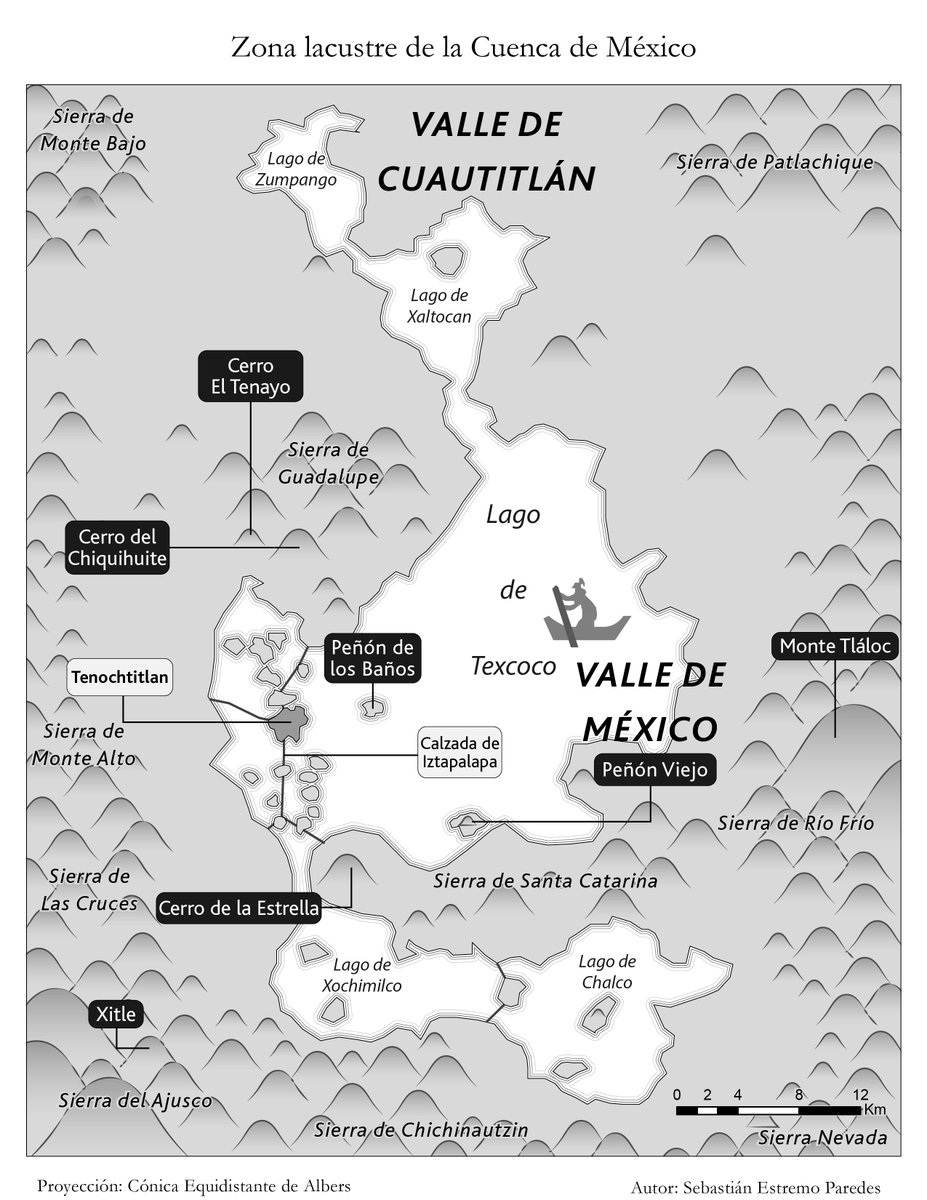 Zona lacustre de la Cuenca de México
Sierra de
Monte Bajo
VALLE DE
CUAUTITLÁN
Lago de
Zumpango
Sierra de Patlachique
Lago de
Xaltocan
Cerro
El Tenayo
Sierra de
Guadalupe
Lago
de
Texcoco
Cerro del
Chiquihuite
Peñón de
los Baños
Monte Tláloc
Tenochtitlan
VALLE DE
MÉXICO
Sierra de
Monte Alto
Calzada de
Iztapalapa
Peñón Viejo
Sierra de Río Frío
Sierra de
Las Cruces
Sierra de Santa Catarina
Cerro de la Estrella
Lago de
Xochimilco
Lago de
Chalco
Xitle
Sierra del Ajusco
0 2 4 8 12
Km
Sierra de Chichinautzin
Sierra Nevada
Proyección: Cónica Equidistante de Albers
Autor: Sebastián Estremo Paredes